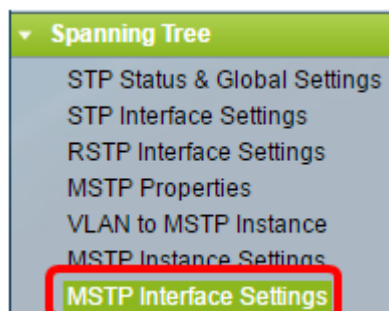 Spanning Tree
STP Status & Global Settings
STP Interface Settings
RSTP Interface Settings
MSTP Properties
VLAN to MSTP Instance
MSTP Instance Settings
MSTP Interface Settings